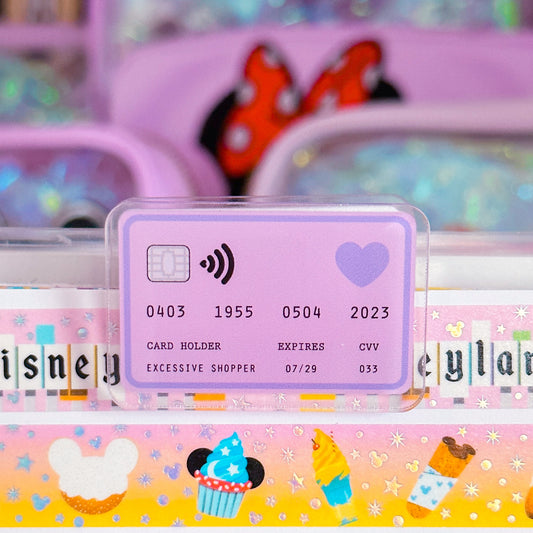 0403 1955 0504 2023
CARD HOLDER EXPIRES CVV
EXCESSIVE SHOPPER 07/29 033
isney eylan